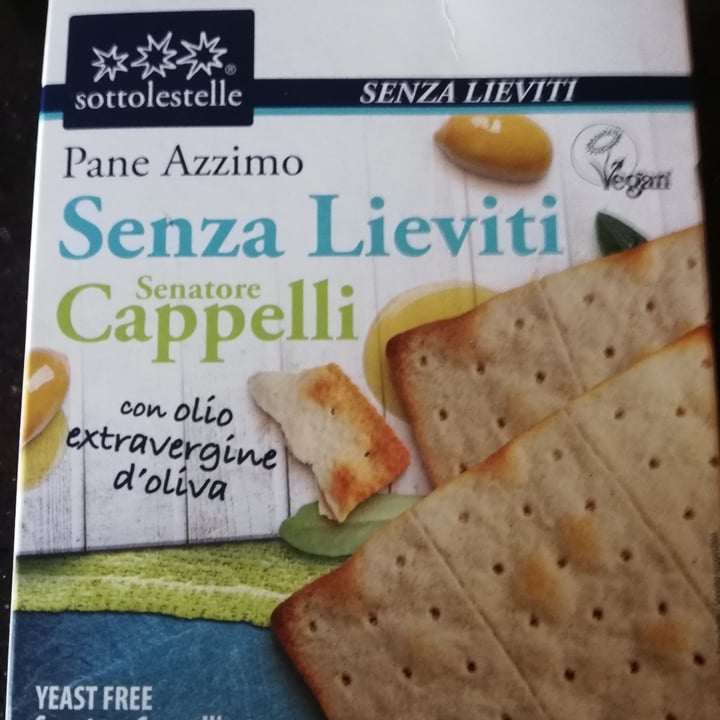 sottolestelle®
SENZA LIEVITI
Vegan
Pane Azzimo
Senza Lieviti
Senatore
Cappelli
con olio
extravergine
d'oliva
YEAST FREE